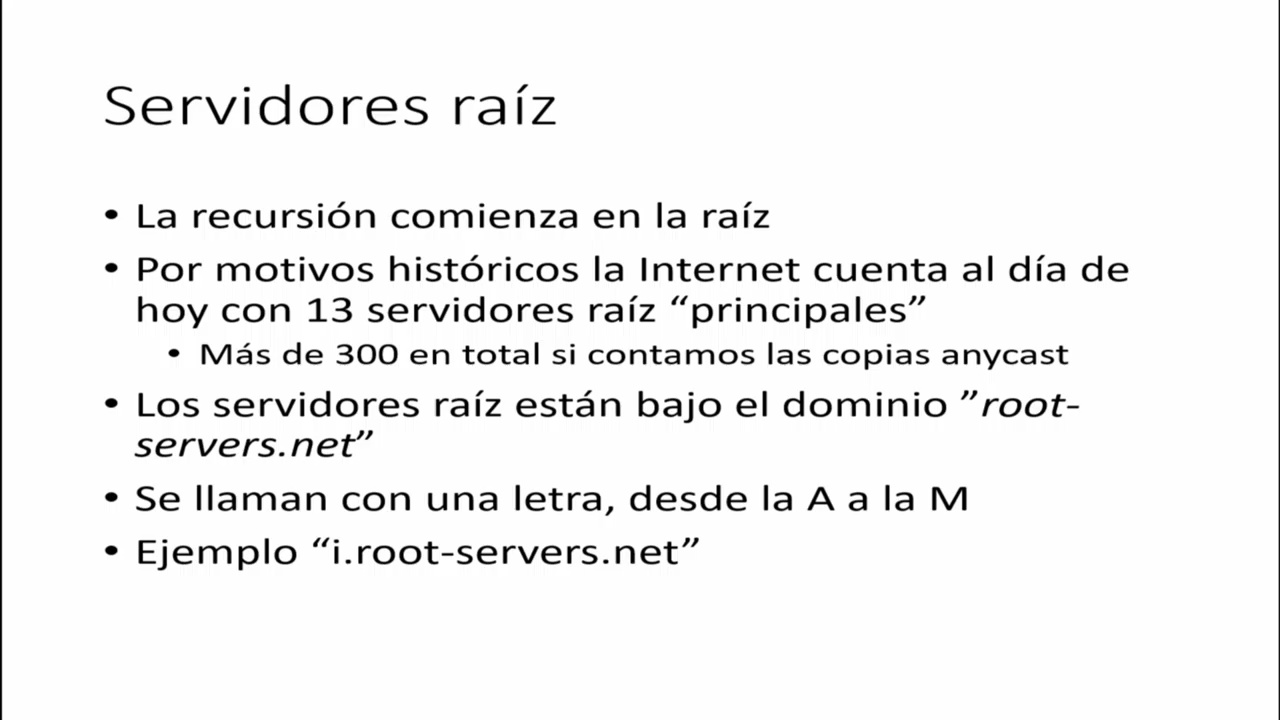 Servidores raíz
• La recursión comienza en la raíz
• Por motivos históricos la Internet cuenta al día de
hoy con 13 servidores raíz “principales”
• Más de 300 en total si contamos las copias anycast
• Los servidores raíz están bajo el dominio ”root-
servers.net”
• Se llaman con una letra, desde la A a la M
• Ejemplo “i.root-servers.net”